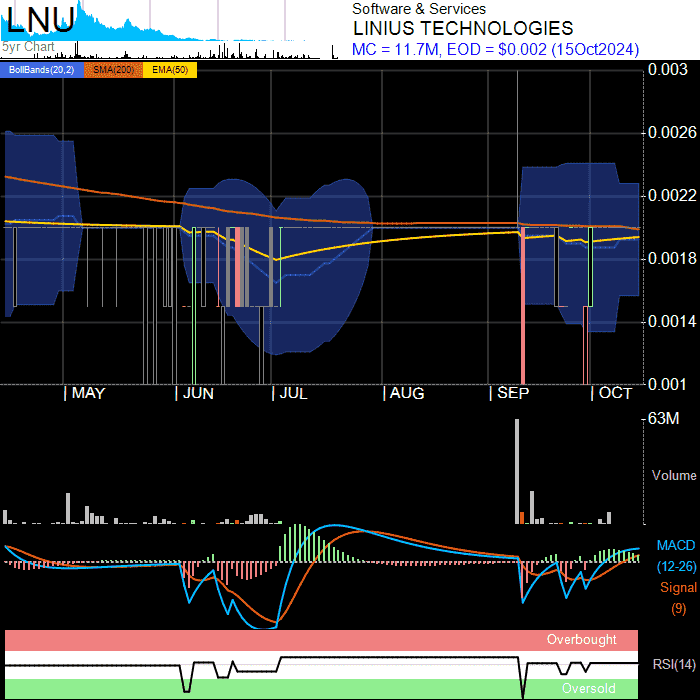 LNU
5yr Chart
Software & Services
LINIUS TECHNOLOGIES
MC = 11.7M, EOD = $0.002 (15Oct2024)
BollBands(20,2) SMA(200) EMA(50)
0.003
0.0026
0.0022
0.0018
0.0014
0.001
MAY JUN JUL AUG SEP OCT
63M
Volume
MACD
(12-26)
Signal
(9)
Overbought
RSI(14)
Oversold